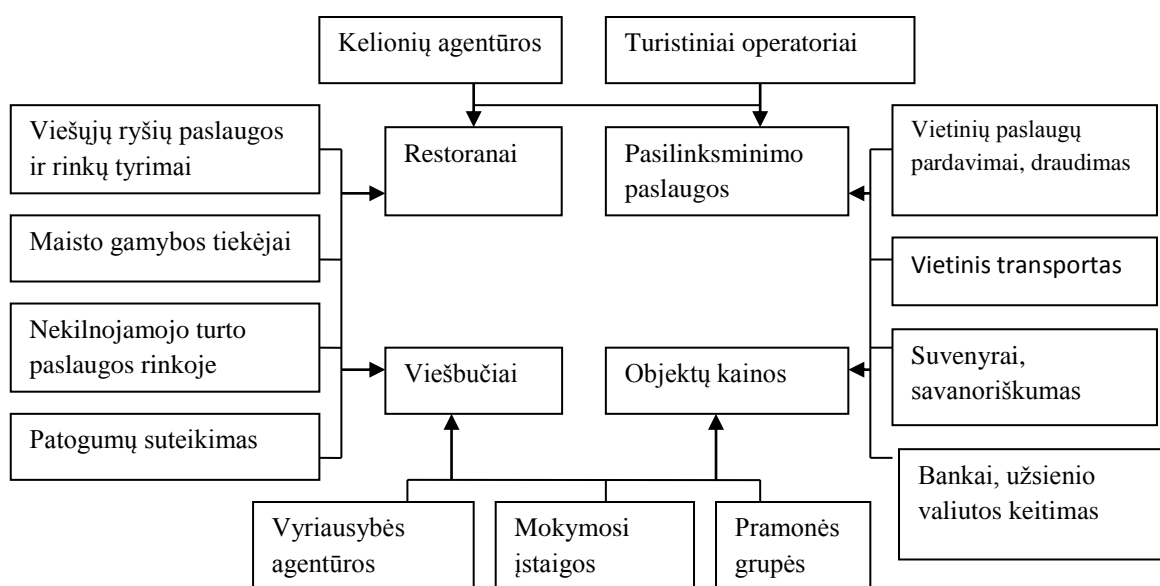 Kelionių agentūros
Turistiniai operatoriai
Viešųjų ryšių paslaugos
ir rinkų tyrimai
Restoranai
Pasilinksminimo
paslaugos
Vietinių paslaugų
pardavimai, draudimas
Maisto gamybos tiekėjai
Vietinis transportas
Nekilnojamojo turto
paslaugos rinkoje
Viešbučiai
Objektų kainos
Suvenyrai,
savanoriškumas
Patogumų suteikimas
Bankai, užsienio
valiutos keitimas
Vyriausybės
agentūros
Mokymosi
įstaigos
Pramonės
grupės